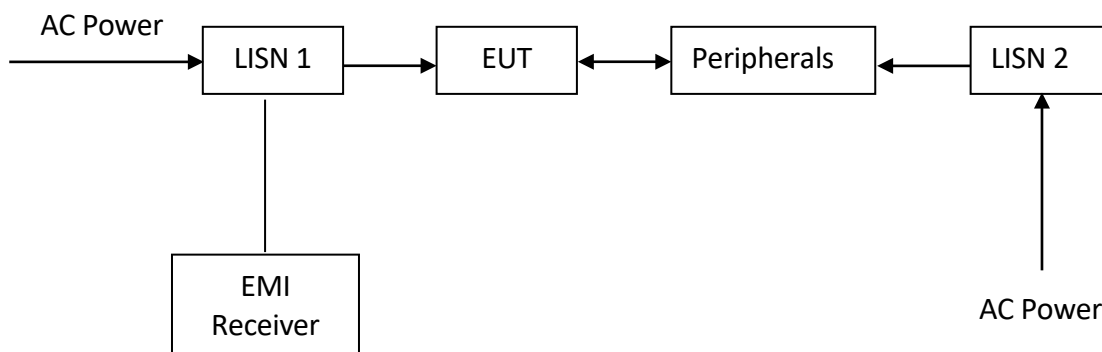 AC Power
LISN 1
EUT
Peripherals
LISN 2
EMI
Receiver
AC Power